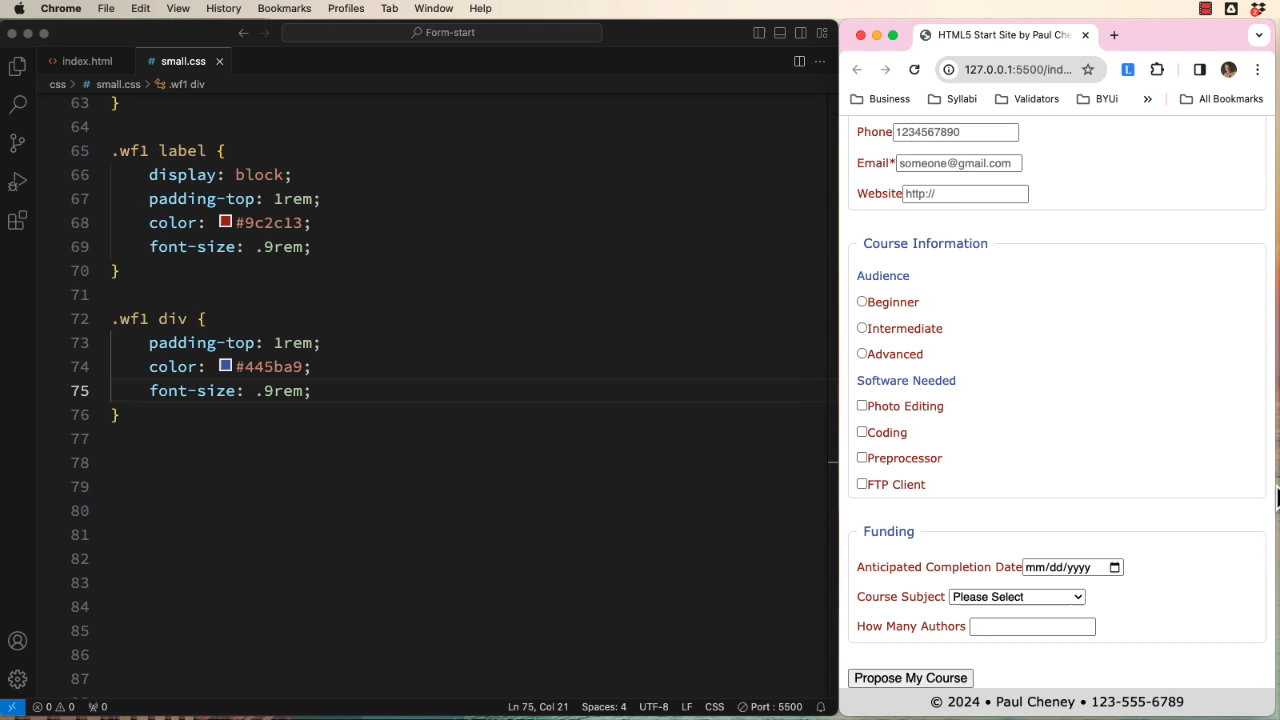 Chrome File Edit View History Bookmarks Profiles Tab Window Help
Form-start
index.html
small.css
css > # small.css > .wf1 div
63 }
64
65 .wf1 label {
66 display: block;
67 padding-top: 1rem;
68 color: #9c2c13;
69 font-size: .9rem;
70 }
71
72 .wf1 div {
73 padding-top: 1rem;
74 color: #445ba9;
75 font-size: .9rem;
76 }
77
78
79
80
81
82
83
84
85
86
87
0 0 0
Ln 75, Col 21 Spaces: 4 UTF-8 LF CSS Port : 5500
HTML5 Start Site by Paul Che
127.0.0.1:5500/ind...
Business Syllabi Validators BYUi » All Bookmarks
Phone 1234567890
Email* someone@gmail.com
Website http://
Course Information
Audience
Beginner
Intermediate
Advanced
Software Needed
Photo Editing
Coding
Preprocessor
FTP Client
Funding
Anticipated Completion Date mm/dd/yyyy
Course Subject Please Select
How Many Authors
Propose My Course
© 2024 • Paul Cheney • 123-555-6789